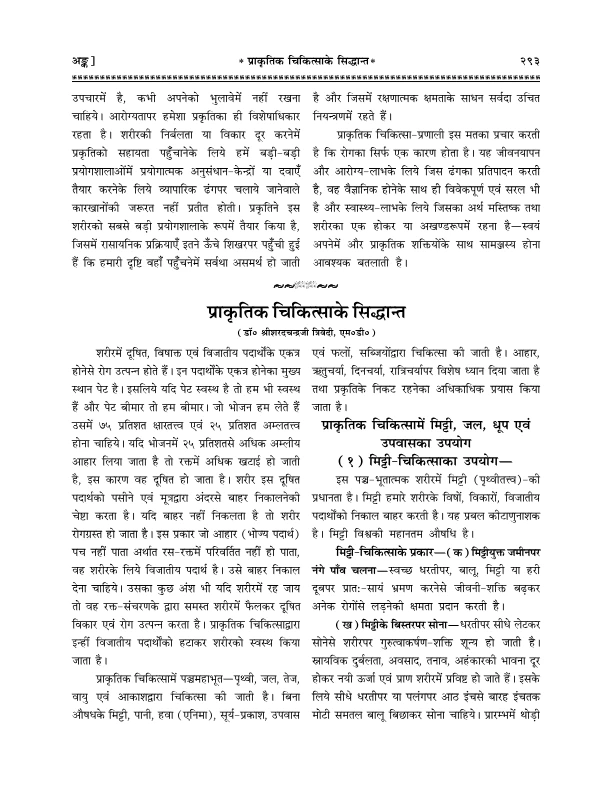 अङ्क ]
* प्राकृतिक चिकित्साके सिद्धान्त *
२९३
उपचारमें है, कभी अपनेको भुलावेमें नहीं रखना
चाहिये। आरोग्यतापर हमेशा प्रकृतिका ही विशेषाधिकार
रहता है। शरीरकी निर्बलता या विकार दूर करनेमें
प्रकृतिको सहायता पहुँचानेके लिये हमें बड़ी-बड़ी
प्रयोगशालाओंमें प्रयोगात्मक अनुसंधान-केन्द्रों या दवाएँ
तैयार करनेके लिये व्यापारिक ढंगपर चलाये जानेवाले
कारखानोंकी जरूरत नहीं प्रतीत होती। प्रकृतिने इस
शरीरको सबसे बड़ी प्रयोगशालाके रूपमें तैयार किया है,
जिसमें रासायनिक प्रक्रियाएँ इतने ऊँचे शिखरपर पहुँची हुई
हैं कि हमारी दृष्टि वहाँ पहुँचनेमें सर्वथा असमर्थ हो जाती
है और जिसमें रक्षणात्मक क्षमताके साधन सर्वदा उचित
नियन्त्रणमें रहते हैं।
प्राकृतिक चिकित्सा-प्रणाली इस मतका प्रचार करती
है कि रोगका सिर्फ एक कारण होता है। यह जीवनयापन
और आरोग्य-लाभके लिये जिस ढंगका प्रतिपादन करती
है, वह वैज्ञानिक होनेके साथ ही विवेकपूर्ण एवं सरल भी
है और स्वास्थ्य-लाभके लिये जिसका अर्थ मस्तिष्क तथा
शरीरका एक होकर या अखण्डरूपमें रहना है—स्वयं
अपनेमें और प्राकृतिक शक्तियोंके साथ सामञ्जस्य होना
आवश्यक बतलाती है।
प्राकृतिक चिकित्साके सिद्धान्त
( डॉ० श्रीशरदचन्द्रजी त्रिवेदी, एम०डी० )
शरीरमें दूषित, विषाक्त एवं विजातीय पदार्थोंके एकत्र
होनेसे रोग उत्पन्न होते हैं। इन पदार्थोंके एकत्र होनेका मुख्य
स्थान पेट है। इसलिये यदि पेट स्वस्थ है तो हम भी स्वस्थ
हैं और पेट बीमार तो हम बीमार। जो भोजन हम लेते हैं
उसमें ७५ प्रतिशत क्षारतत्त्व एवं २५ प्रतिशत अम्लतत्त्व
होना चाहिये। यदि भोजनमें २५ प्रतिशतसे अधिक अम्लीय
आहार लिया जाता है तो रक्तमें अधिक खटाई हो जाती
है, इस कारण वह दूषित हो जाता है। शरीर इस दूषित
पदार्थको पसीने एवं मूत्रद्वारा अंदरसे बाहर निकालनेकी
चेष्टा करता है। यदि बाहर नहीं निकलता है तो शरीर
रोगग्रस्त हो जाता है। इस प्रकार जो आहार (भोज्य पदार्थ)
पच नहीं पाता अर्थात रस-रक्तमें परिवर्तित नहीं हो पाता,
वह शरीरके लिये विजातीय पदार्थ है। उसे बाहर निकाल
देना चाहिये। उसका कुछ अंश भी यदि शरीरमें रह जाय
तो वह रक्त-संचरणके द्वारा समस्त शरीरमें फैलकर दूषित
विकार एवं रोग उत्पन्न करता है। प्राकृतिक चिकित्साद्वारा
इन्हीं विजातीय पदार्थोंको हटाकर शरीरको स्वस्थ किया
जाता है।
प्राकृतिक चिकित्सामें पञ्चमहाभूत—पृथ्वी, जल, तेज,
वायु एवं आकाशद्वारा चिकित्सा की जाती है। बिना
औषधके मिट्टी, पानी, हवा (एनिमा), सूर्य-प्रकाश, उपवास
एवं फलों, सब्जियोंद्वारा चिकित्सा की जाती है। आहार,
ऋतुचर्या, दिनचर्या, रात्रिचर्यापर विशेष ध्यान दिया जाता है
तथा प्रकृतिके निकट रहनेका अधिकाधिक प्रयास किया
जाता है।
प्राकृतिक चिकित्सामें मिट्टी, जल, धूप एवं
उपवासका उपयोग
( १ ) मिट्टी-चिकित्साका उपयोग—
इस पञ्च-भूतात्मक शरीरमें मिट्टी (पृथ्वीतत्त्व)-की
प्रधानता है। मिट्टी हमारे शरीरके विषों, विकारों, विजातीय
पदार्थोंको निकाल बाहर करती है। यह प्रबल कीटाणुनाशक
है। मिट्टी विश्वकी महानतम औषधि है।
मिट्टी-चिकित्साके प्रकार—( क ) मिट्टीयुक्त जमीनपर
नंगे पाँव चलना—स्वच्छ धरतीपर, बालू, मिट्टी या हरी
दूबपर प्रात:-सायं भ्रमण करनेसे जीवनी-शक्ति बढ़कर
अनेक रोगोंसे लड़नेकी क्षमता प्रदान करती है।
( ख ) मिट्टीके बिस्तरपर सोना—धरतीपर सीधे लेटकर
सोनेसे शरीरपर गुरुत्वाकर्षण-शक्ति शून्य हो जाती है।
स्नायविक दुर्बलता, अवसाद, तनाव, अहंकारकी भावना दूर
होकर नयी ऊर्जा एवं प्राण शरीरमें प्रविष्ट हो जाते हैं। इसके
लिये सीधे धरतीपर या पलंगपर आठ इंचसे बारह इंचतक
मोटी समतल बालू बिछाकर सोना चाहिये। प्रारम्भमें थोड़ी